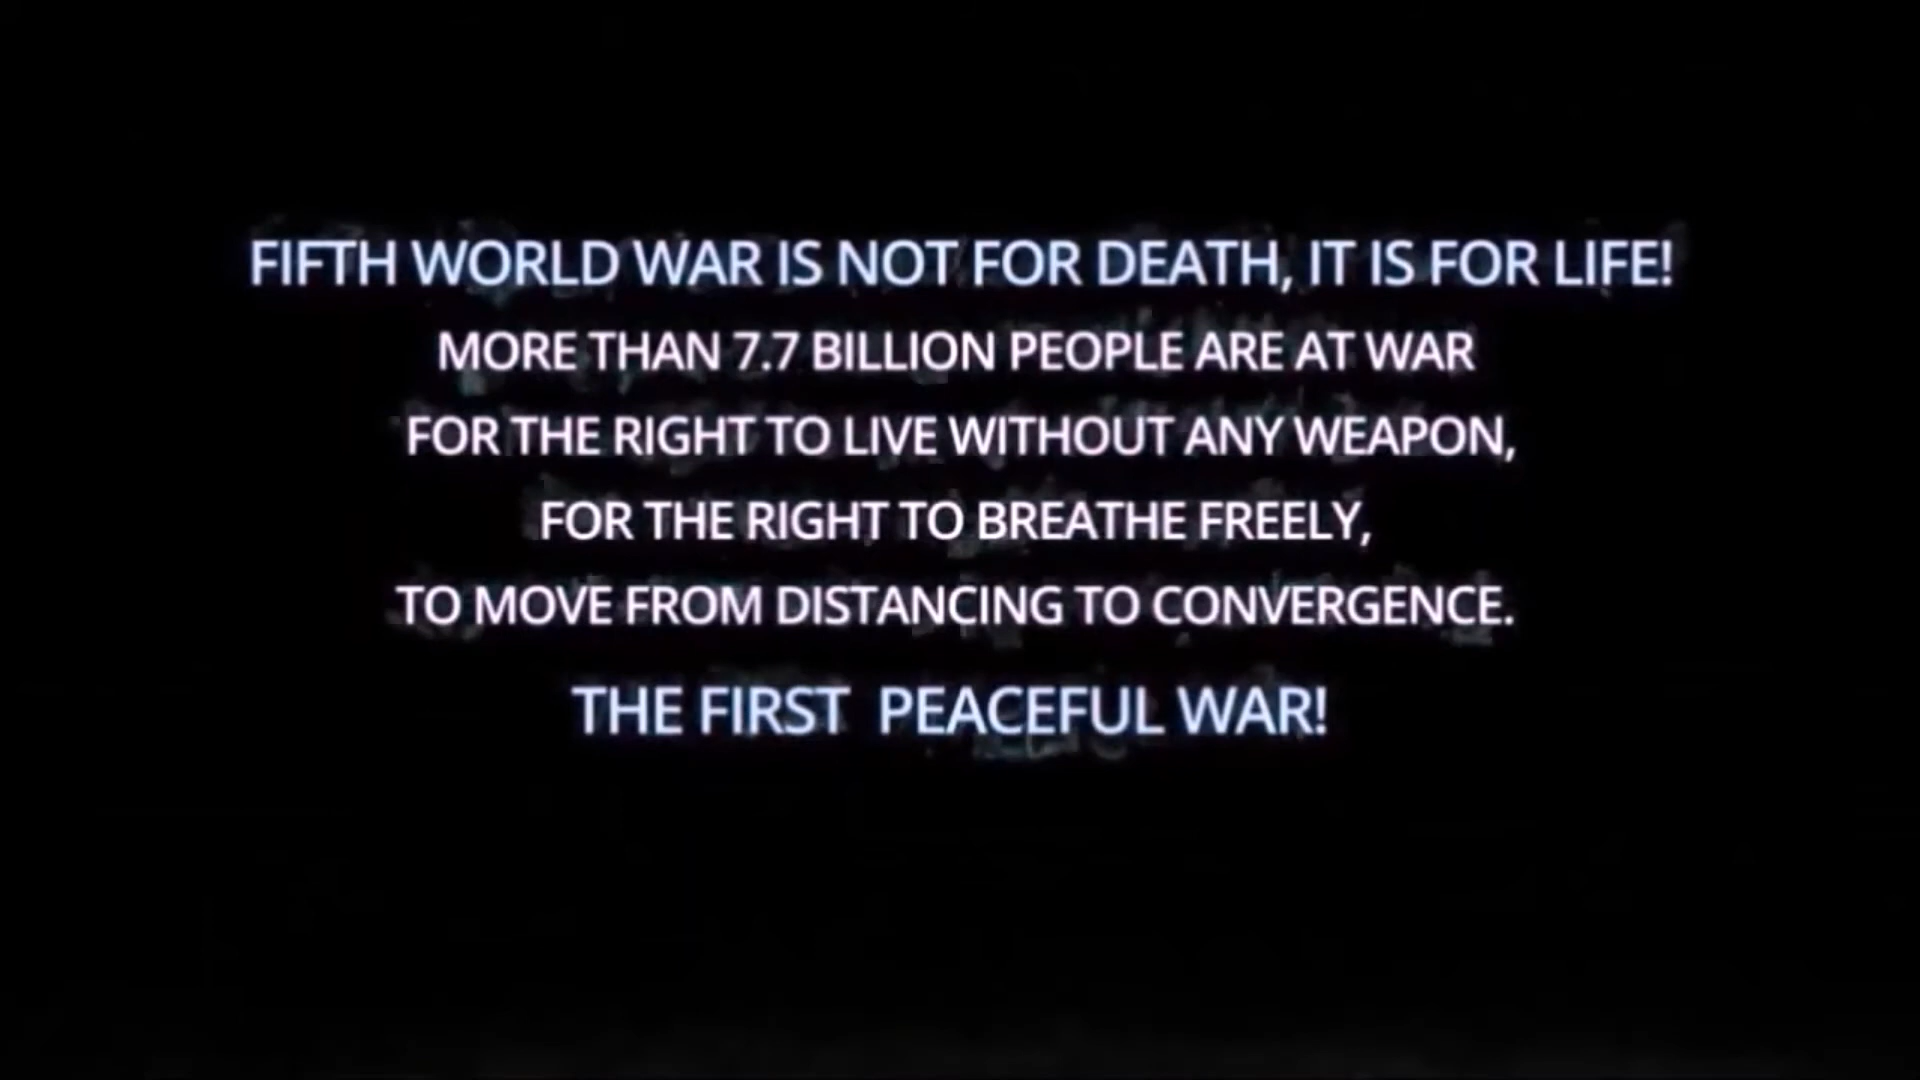 FIFTH WORLD WAR IS NOT FOR DEATH, IT IS FOR LIFE!
MORE THAN 7.7 BILLION PEOPLE ARE AT WAR
FOR THE RIGHT TO LIVE WITHOUT ANY WEAPON,
FOR THE RIGHT TO BREATHE FREELY,
TO MOVE FROM DISTANCING TO CONVERGENCE.
THE FIRST PEACEFUL WAR!